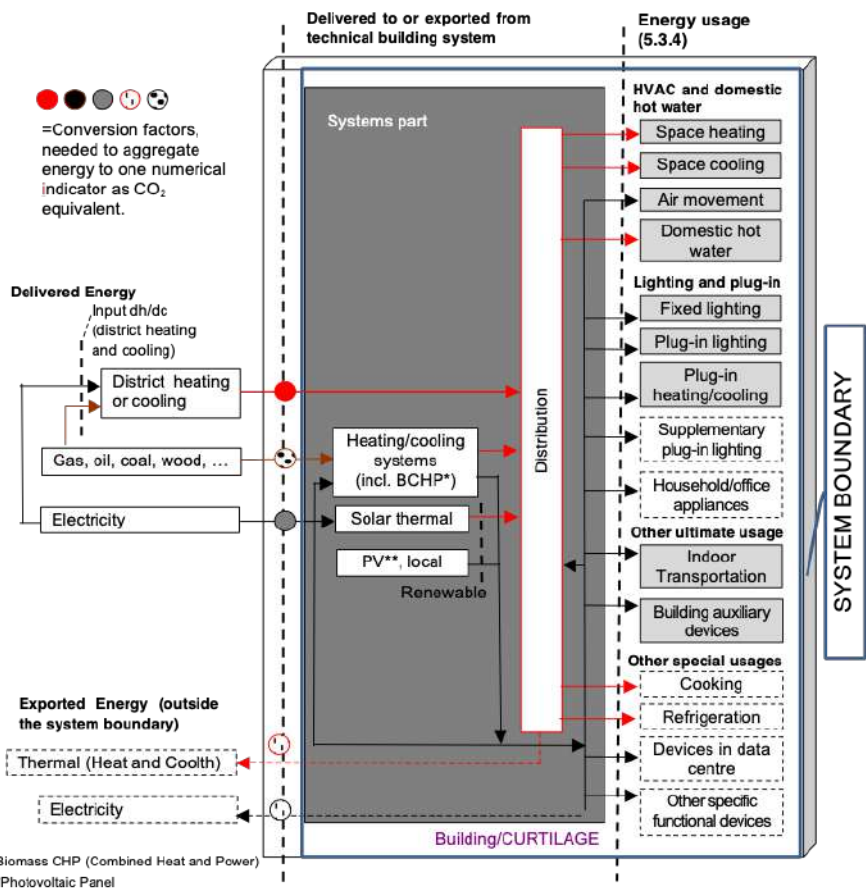 Delivered to or exported from
technical building system
Energy usage
(5.3.4)
=Conversion factors,
needed to aggregate
energy to one numerical
indicator as CO₂
equivalent.
Systems part
HVAC and domestic
hot water
Space heating
Space cooling
Air movement
Domestic hot
water
Delivered Energy
Input dh/dc
(district heating
and cooling)
District heating
or cooling
Gas, oil, coal, wood, ...
Electricity
Heating/cooling
systems
(incl. BCHP*)
Solar thermal
PV**, local
Renewable
Distribution
Lighting and plug-in
Fixed lighting
Plug-in lighting
Plug-in
heating/cooling
Supplementary
plug-in lighting
Household/office
appliances
Other ultimate usage
Indoor
Transportation
Building auxiliary
devices
Other special usages
Cooking
Refrigeration
Devices in data
centre
Other specific
functional devices
SYSTEM BOUNDARY
Exported Energy (outside
the system boundary)
Thermal (Heat and Coolth)
Electricity
Building/CURTILAGE
Biomass CHP (Combined Heat and Power)
*Photovoltaic Panel